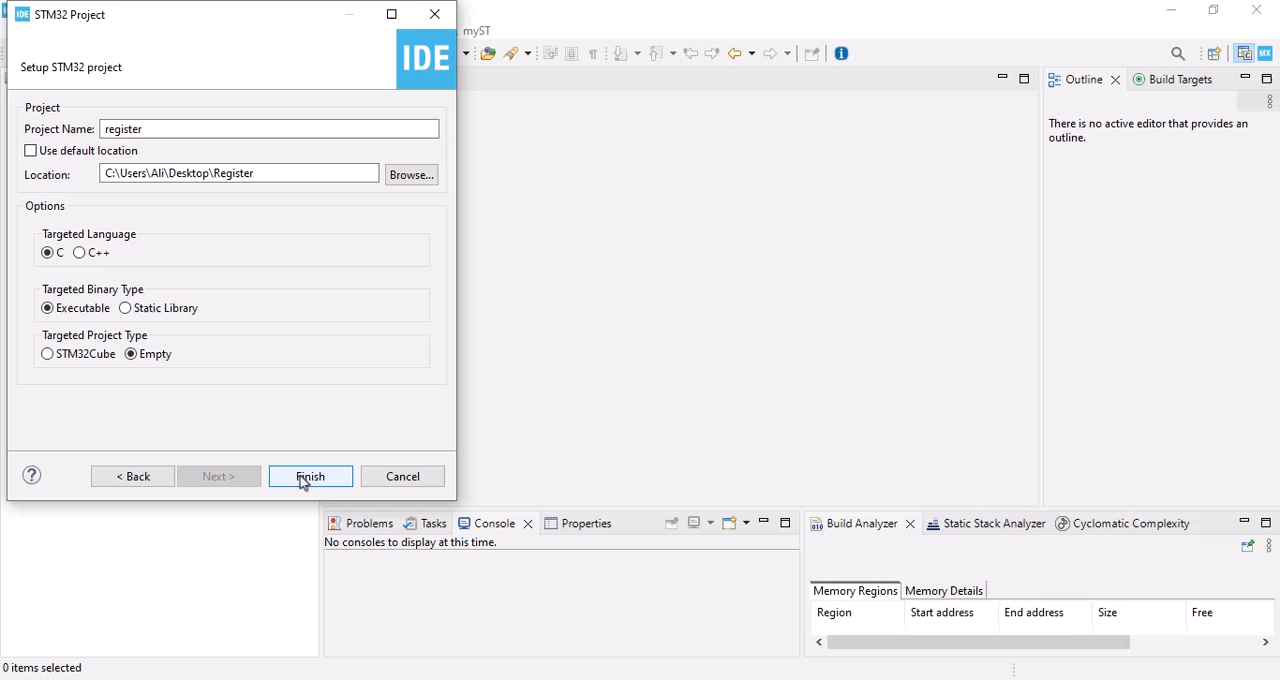 IDE STM32 Project
myST
Setup STM32 project
IDE
MX
Project
Project Name: register
Use default location
Location: C:\Users\Ali\Desktop\Register Browse...
Options
Targeted Language
C C++
Targeted Binary Type
Executable Static Library
Targeted Project Type
STM32Cube Empty
< Back Next > Finish Cancel
Outline Build Targets
There is no active editor that provides an
outline.
Problems Tasks Console Properties
No consoles to display at this time.
Build Analyzer Static Stack Analyzer Cyclomatic Complexity
Memory Regions Memory Details
Region Start address End address Size Free
0 items selected